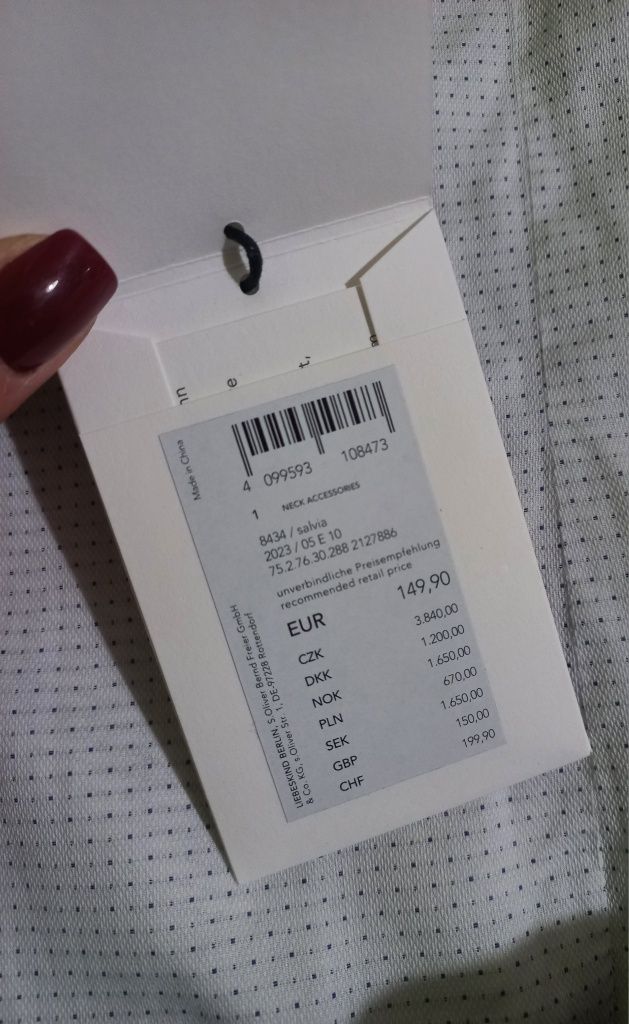 nn
e
t,
n
Made in China
4 099593 108473
1 NECK ACCESSORIES
8434 / salvia
2023 / 05 E 10
75.2.76.30.288 2127886
unverbindliche Preisempfehlung
recommended retail price
EUR 149,90
CZK 3.840,00
DKK 1.200,00
NOK 1.650,00
PLN 670,00
SEK 1.650,00
GBP 150,00
CHF 199,90
LIEBESKIND BERLIN, S.Oliver Bernd Freier GmbH
& Co. KG, s.Oliver Str. 1, DE-97228 Rottendorf